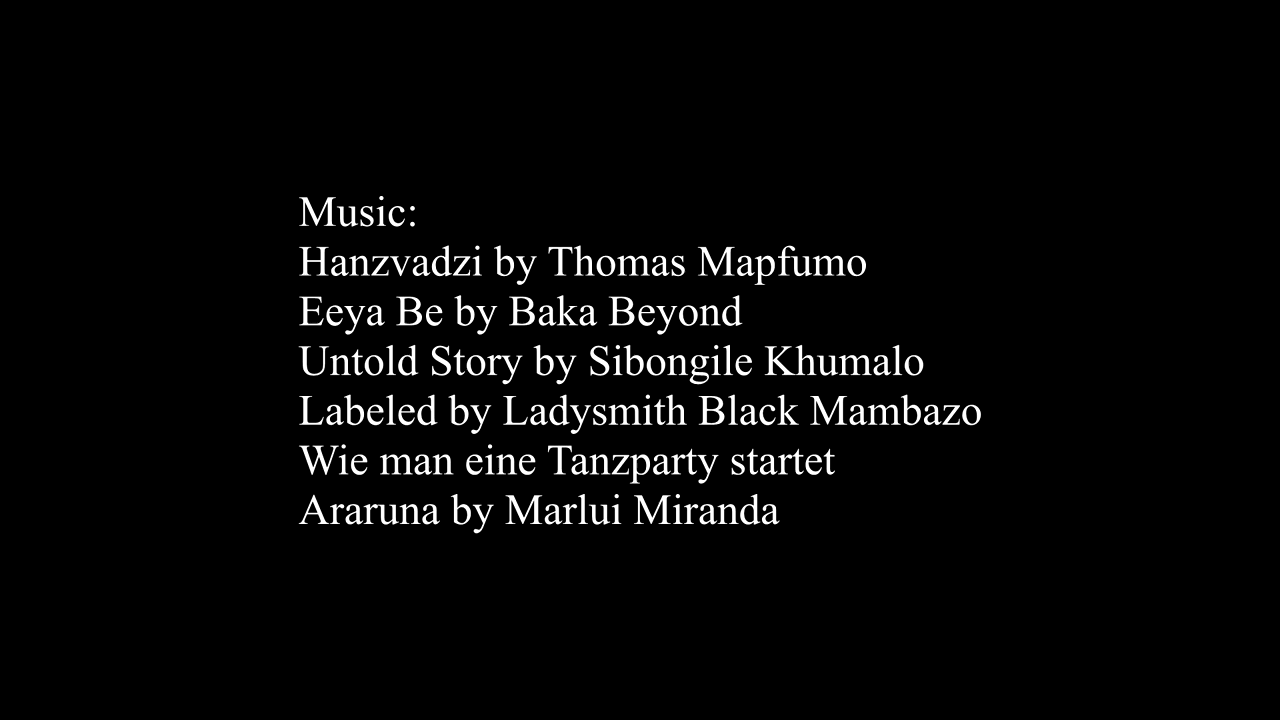 Music:
Hanzvadzi by Thomas Mapfumo
Eeya Be by Baka Beyond
Untold Story by Sibongile Khumalo
Labeled by Ladysmith Black Mambazo
Wie man eine Tanzparty startet
Araruna by Marlui Miranda